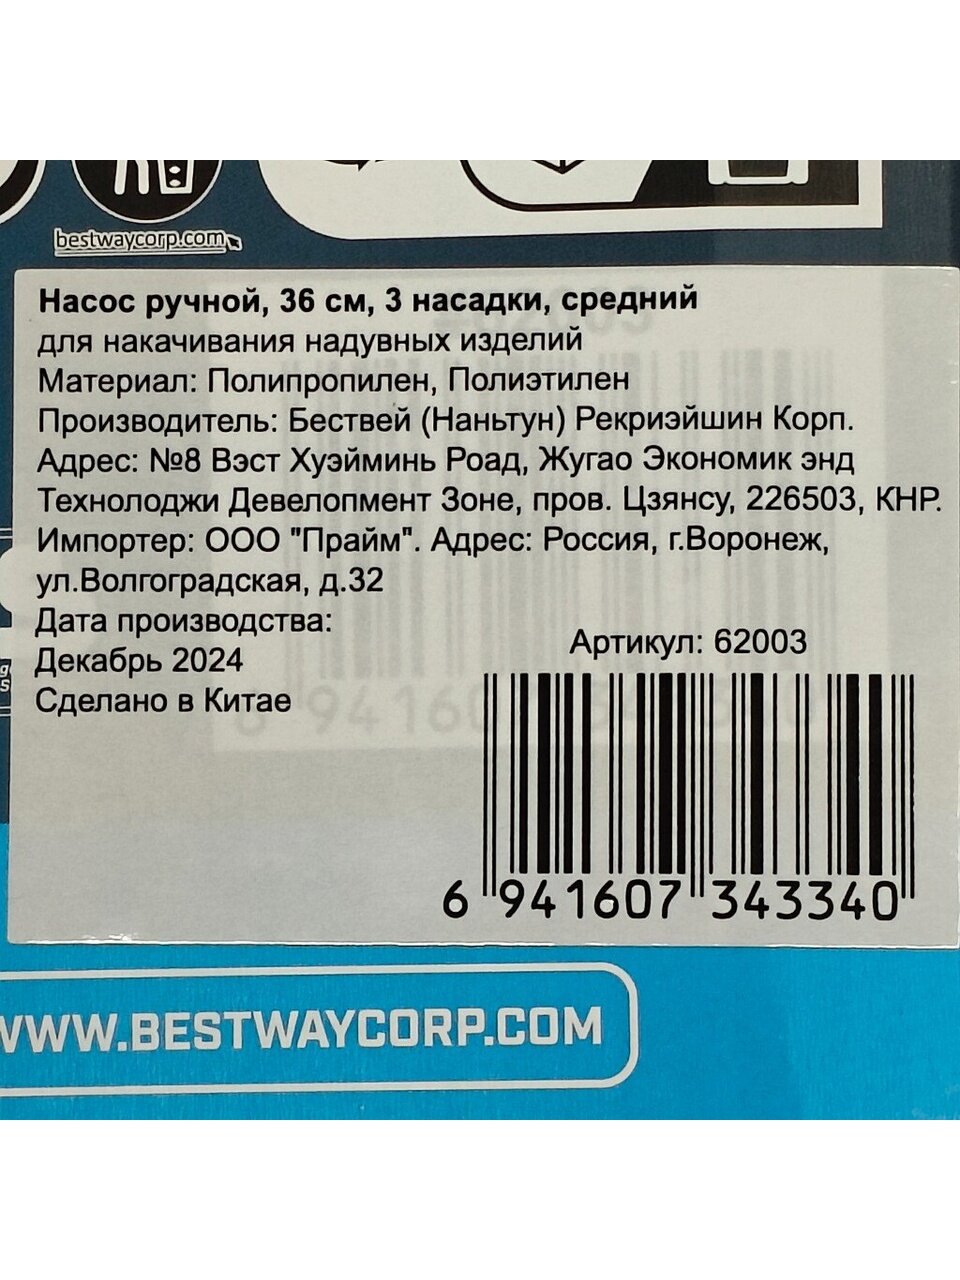 bestwaycorp.com
Насос ручной, 36 см, 3 насадки, средний
для накачивания надувных изделий
Материал: Полипропилен, Полиэтилен
Производитель: Бествей (Наньтун) Рекриэйшин Корп.
Адрес: №8 Вэст Хуэйминь Роад, Жугао Экономик энд
Технолоджи Девелопмент Зоне, пров. Цзянсу, 226503, КНР.
Импортер: ООО "Прайм". Адрес: Россия, г.Воронеж,
ул.Волгоградская, д.32
Дата производства:
Декабрь 2024
Сделано в Китае
Артикул: 62003
6 941607 343340
WWW.BESTWAYCORP.COM